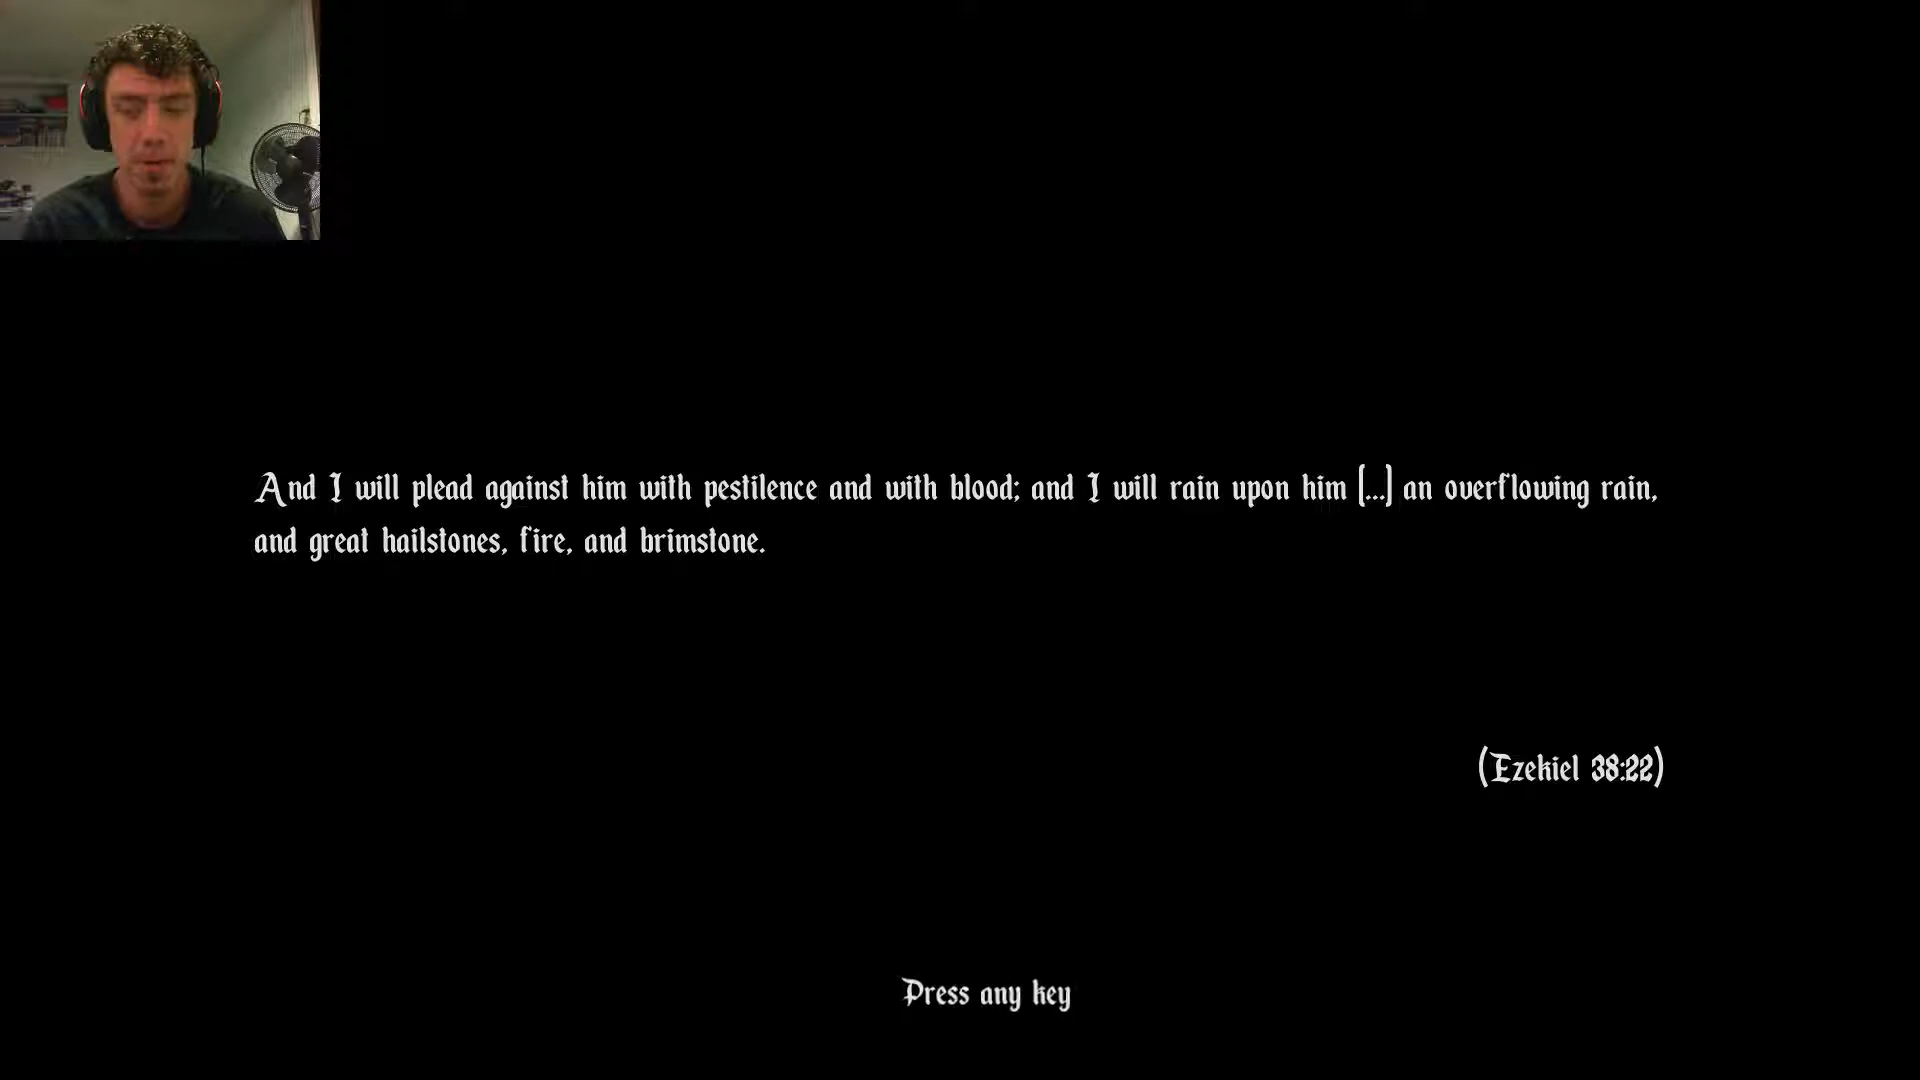 And I will plead against him with pestilence and with blood; and I will rain upon him [...] an overflowing rain,
and great hailstones, fire, and brimstone.
(Ezekiel 38:22)
Press any key